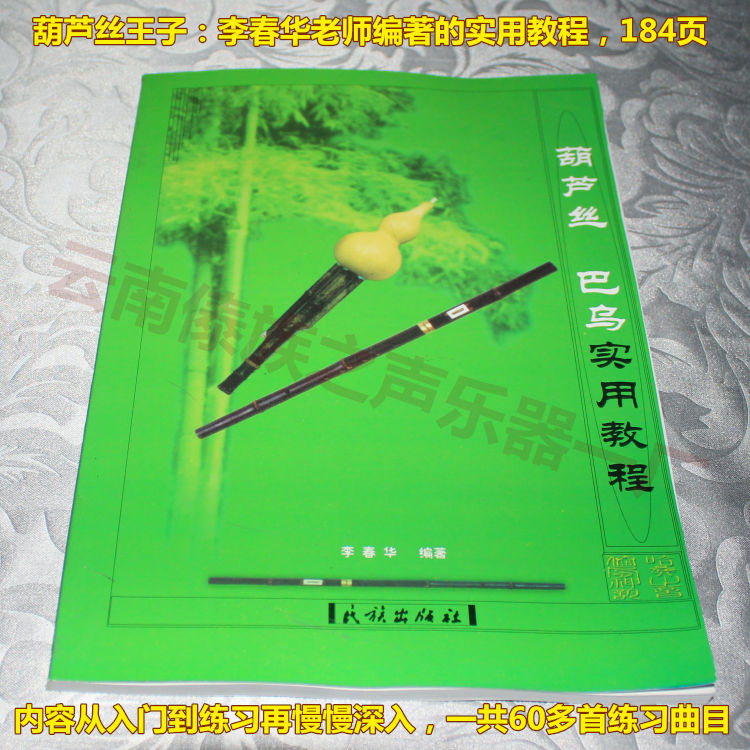 葫芦丝王子：李春华老师编著的实用教程，184页
葫芦丝 巴乌实用教程
云南傣族之声乐器
李春华 编著
民族出版社
内容从入门到练习再慢慢深入，一共60多首练习曲目